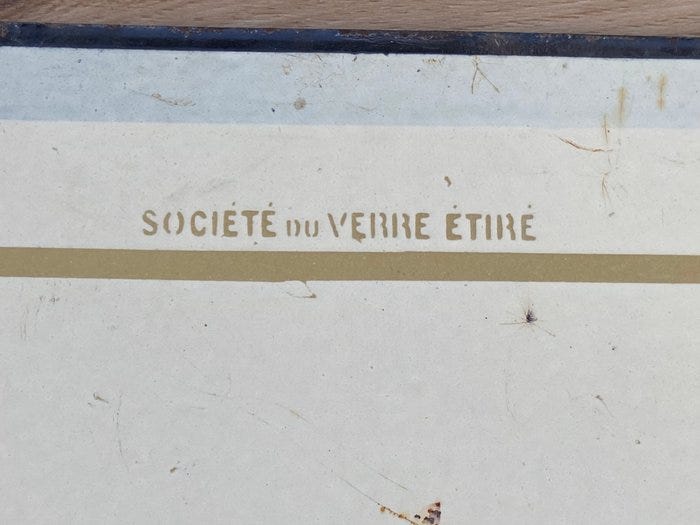 SOCIÉTÉ DU VERRE ÉTIRÉ